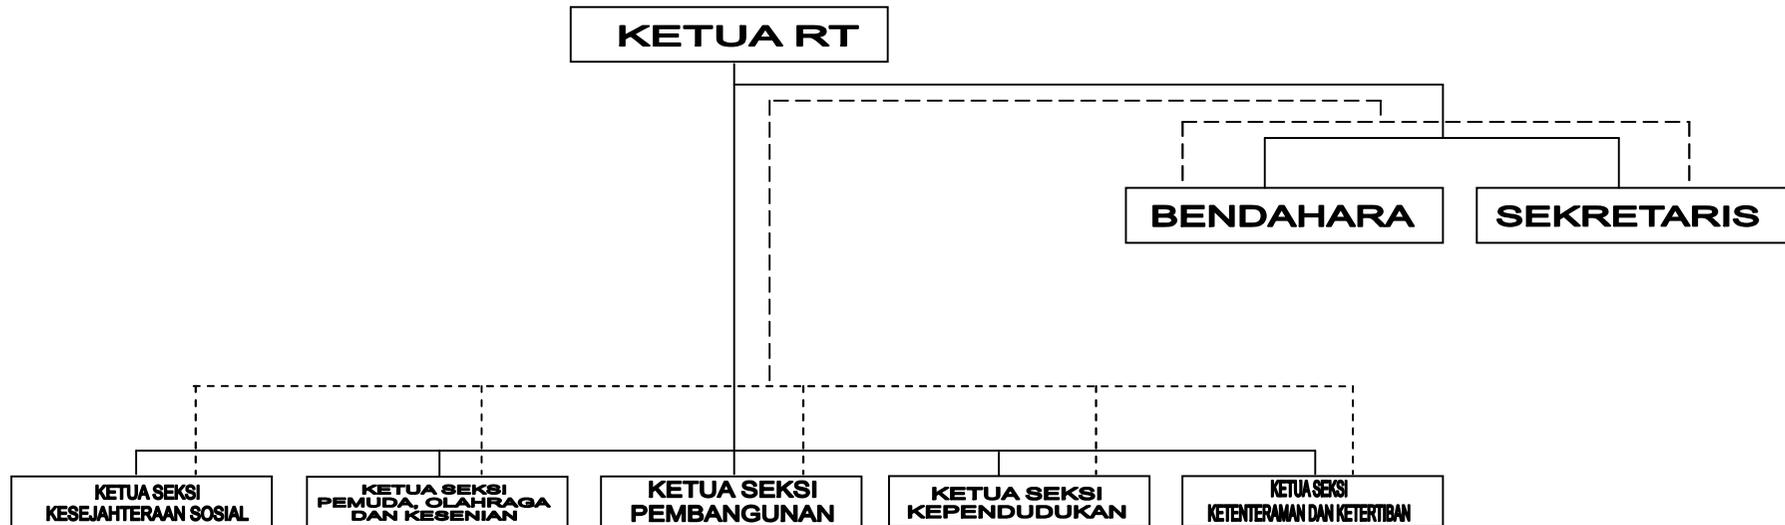 KETUA RT
BENDAHARA
SEKRETARIS
KETUA SEKSI
KESEJAHTERAAN SOSIAL
KETUA SEKSI
PEMUDA, OLAHRAGA
DAN KESENIAN
KETUA SEKSI
PEMBANGUNAN
KETUA SEKSI
KEPENDUDUKAN
KETUA SEKSI
KETENTERAMAN DAN KETERTIBAN